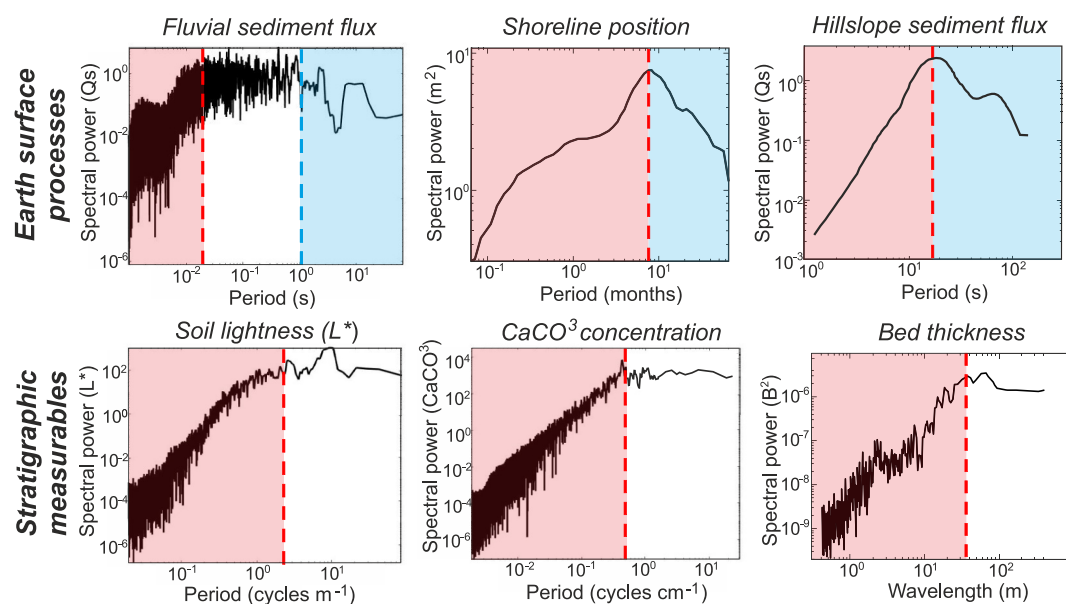 Earth surface
processes
Fluvial sediment flux
Spectral power (Qs)
10^0
10^-2
10^-4
10^-6
10^-2 10^-1 10^0 10^1
Period (s)
Shoreline position
Spectral power (m^2)
10^1
10^0
10^-1 10^0 10^1
Period (months)
Hillslope sediment flux
Spectral power (Qs)
10^0
10^-1
10^-2
10^-3
10^0 10^1 10^2
Period (s)
Stratigraphic
measurables
Soil lightness (L*)
Spectral power (L*)
10^2
10^0
10^-2
10^-4
10^-6
10^-1 10^0 10^1
Period (cycles m^-1)
CaCO^3 concentration
Spectral power (CaCO^3)
10^4
10^2
10^0
10^-2
10^-4
10^-6
10^-2 10^-1 10^0 10^1
Period (cycles cm^-1)
Bed thickness
Spectral power (B^2)
10^-6
10^-7
10^-8
10^-9
10^0 10^1 10^2
Wavelength (m)